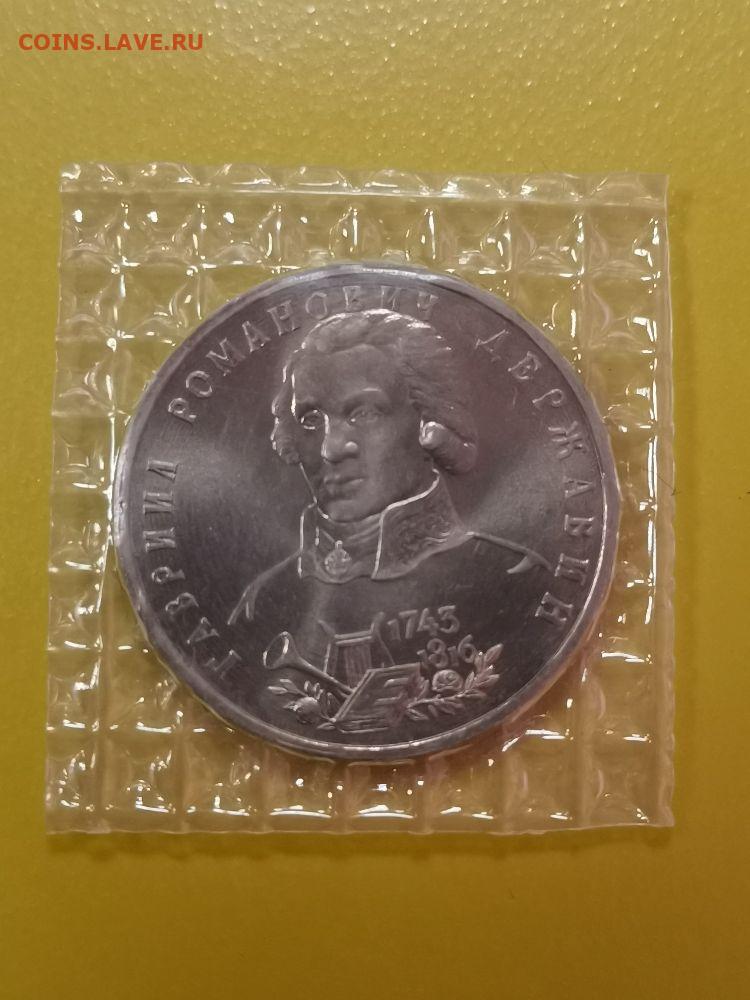 COINS.LAVE.RU
ГАВРИИЛ РОМАНОВИЧ ДЕРЖАВИН
1743
1816